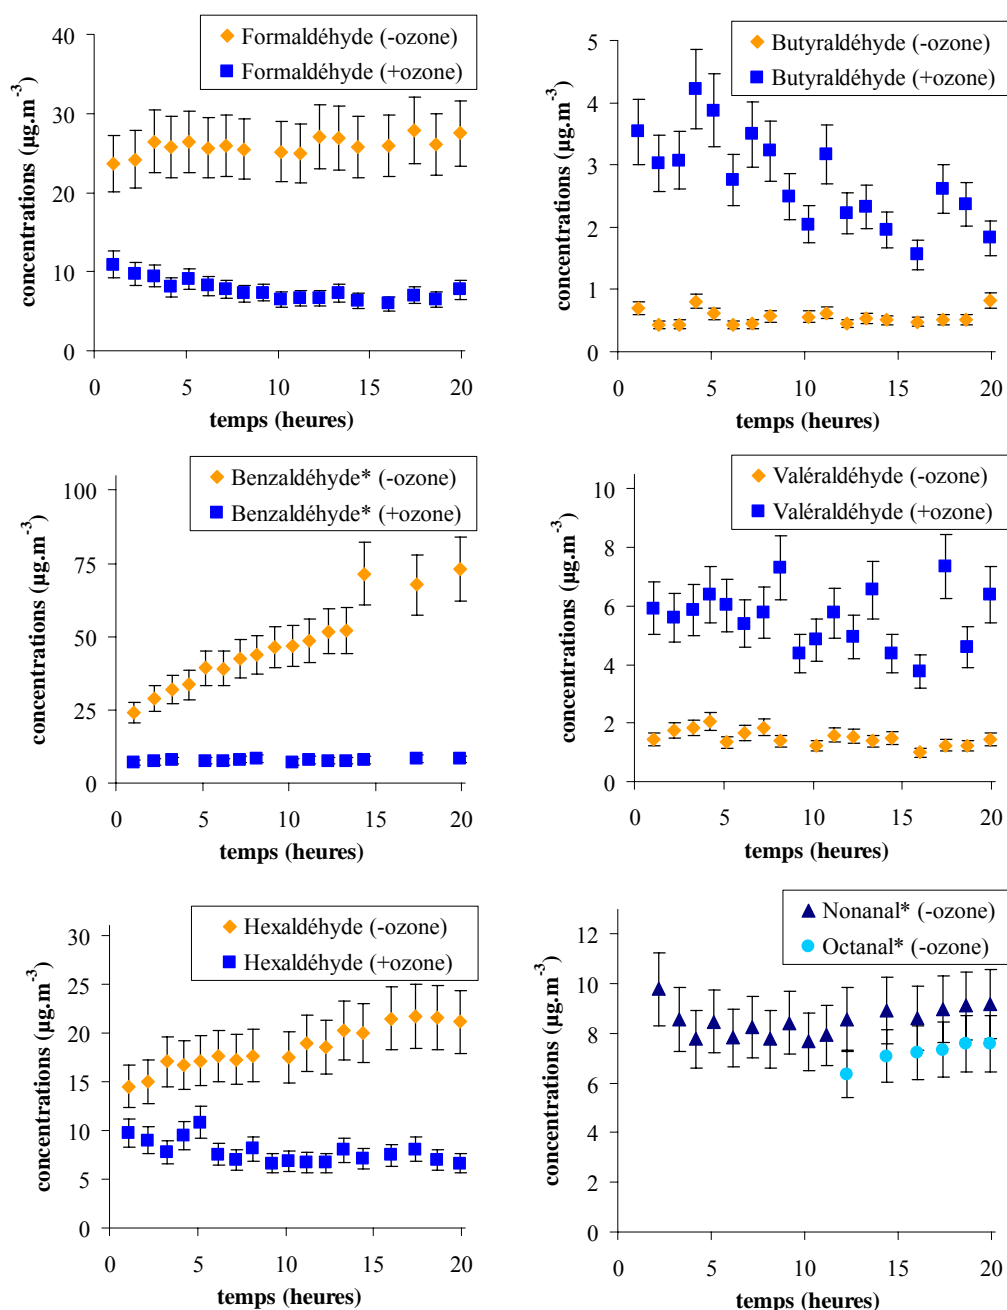 Formaldéhyde (-ozone)
Formaldéhyde (+ozone)
concentrations (µg.m-3)
40
30
20
10
0
0 5 10 15 20
temps (heures)
Butyraldéhyde (-ozone)
Butyraldéhyde (+ozone)
concentrations (µg.m-3)
5
4
3
2
1
0
0 5 10 15 20
temps (heures)
Benzaldéhyde* (-ozone)
Benzaldéhyde* (+ozone)
concentrations (µg.m-3)
100
75
50
25
0
0 5 10 15 20
temps (heures)
Valéraldéhyde (-ozone)
Valéraldéhyde (+ozone)
concentrations (µg.m-3)
10
8
6
4
2
0
0 5 10 15 20
temps (heures)
Hexaldéhyde (-ozone)
Hexaldéhyde (+ozone)
concentrations (µg.m-3)
30
25
20
15
10
5
0
0 5 10 15 20
temps (heures)
Nonanal* (-ozone)
Octanal* (-ozone)
concentrations (µg.m-3)
12
10
8
6
4
2
0
0 5 10 15 20
temps (heures)